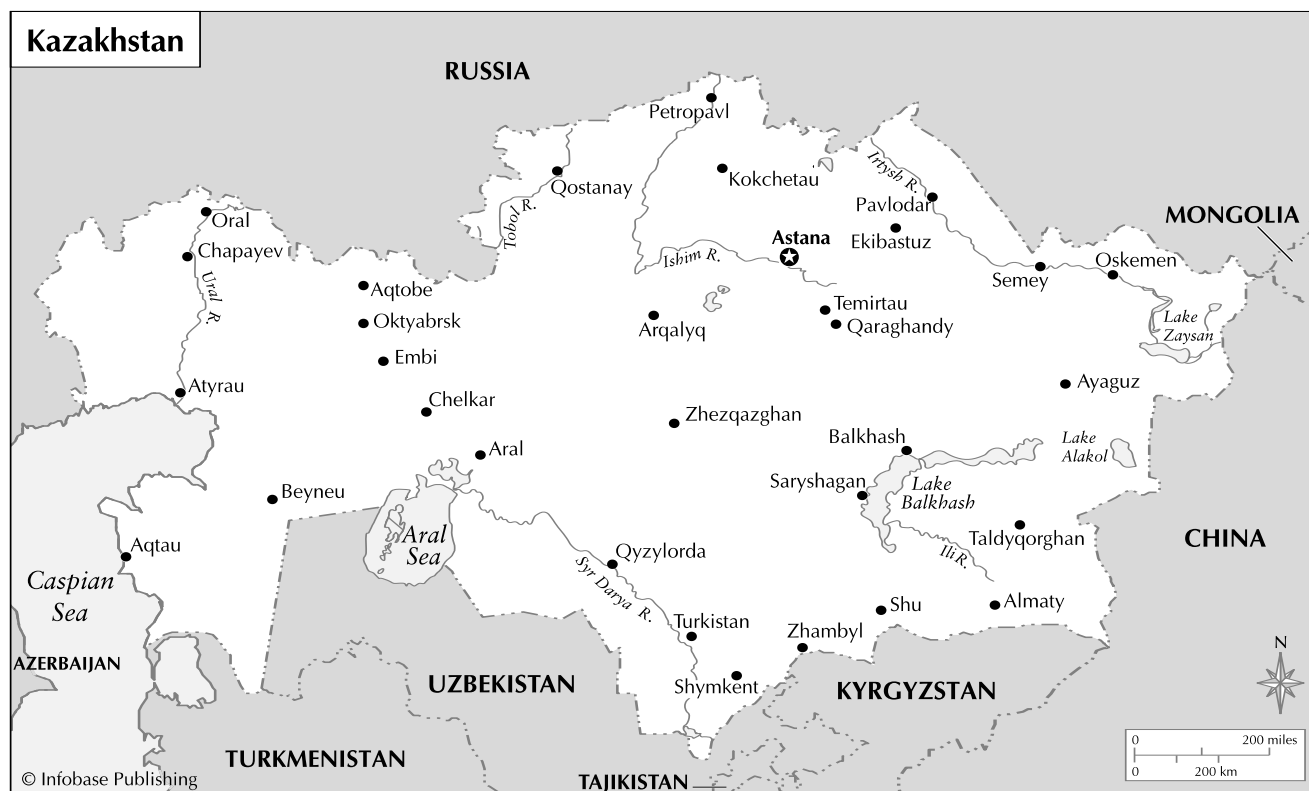 Kazakhstan
RUSSIA
Petropavl
Kokchetau
Qostanay
Tobol R.
Irtysh R.
Pavlodar
Ekibastuz
MONGOLIA
Oral
Chapayev
Ural R.
Astana
Ishim R.
Semey
Oskemen
Aqtobe
Oktyabrsk
Temirtau
Qaraghandy
Arqalyq
Lake
Zaysan
Embi
Atyrau
Ayaguz
Chelkar
Zhezqazghan
Aral
Balkhash
Lake
Alakol
Saryshagan
Lake
Balkhash
Beyneu
Aral
Sea
Taldyqorghan
CHINA
Aqtau
Qyzylorda
Ili R.
Caspian
Sea
Syr Darya R.
Shu
Almaty
Turkistan
Zhambyl
N
AZERBAIJAN
UZBEKISTAN
Shymkent
KYRGYZSTAN
TURKMENISTAN
0 200 miles
0 200 km
© Infobase Publishing
TAJIKISTAN